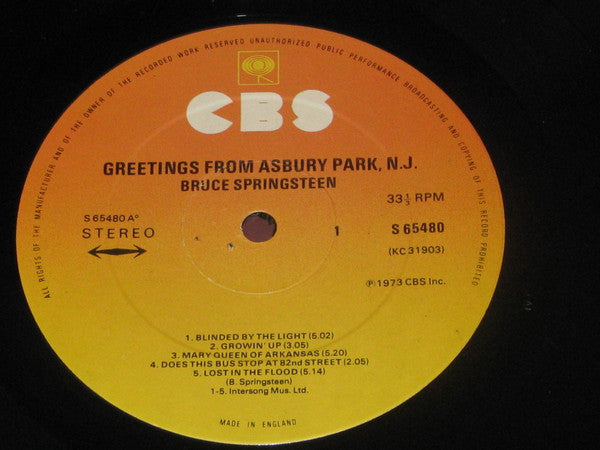 ALL RIGHTS OF THE MANUFACTURER AND OF THE OWNER OF THE RECORDED WORK RESERVED UNAUTHORIZED PUBLIC PERFORMANCE BROADCASTING AND COPYING OF THIS RECORD PROHIBITED
CBS
GREETINGS FROM ASBURY PARK, N.J.
BRUCE SPRINGSTEEN
33⅓ RPM
S 65480 A°
STEREO
1
S 65480
(KC 31903)
℗ 1973 CBS Inc.
1. BLINDED BY THE LIGHT (5.02)
2. GROWIN' UP (3.05)
3. MARY QUEEN OF ARKANSAS (5.20)
4. DOES THIS BUS STOP AT 82nd STREET (2.05)
5. LOST IN THE FLOOD (5.14)
(B. Springsteen)
1-5. Intersong Mus. Ltd.
MADE IN ENGLAND